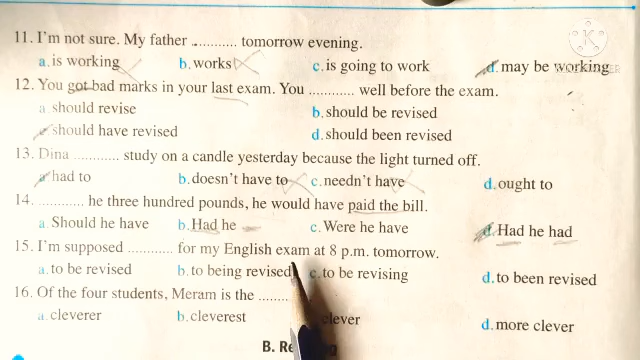 11. I'm not sure. My father ........... tomorrow evening.
a. is working b. works c. is going to work d. may be working
12. You got bad marks in your last exam. You ............ well before the exam.
a. should revise b. should be revised
c. should have revised d. should been revised
13. Dina ............ study on a candle yesterday because the light turned off.
a. had to b. doesn't have to c. needn't have d. ought to
14. ............ he three hundred pounds, he would have paid the bill.
a. Should he have b. Had he c. Were he have d. Had he had
15. I'm supposed ............ for my English exam at 8 p.m. tomorrow.
a. to be revised b. to being revised c. to be revising d. to been revised
16. Of the four students, Meram is the ........
a. cleverer b. cleverest clever d. more clever
B.